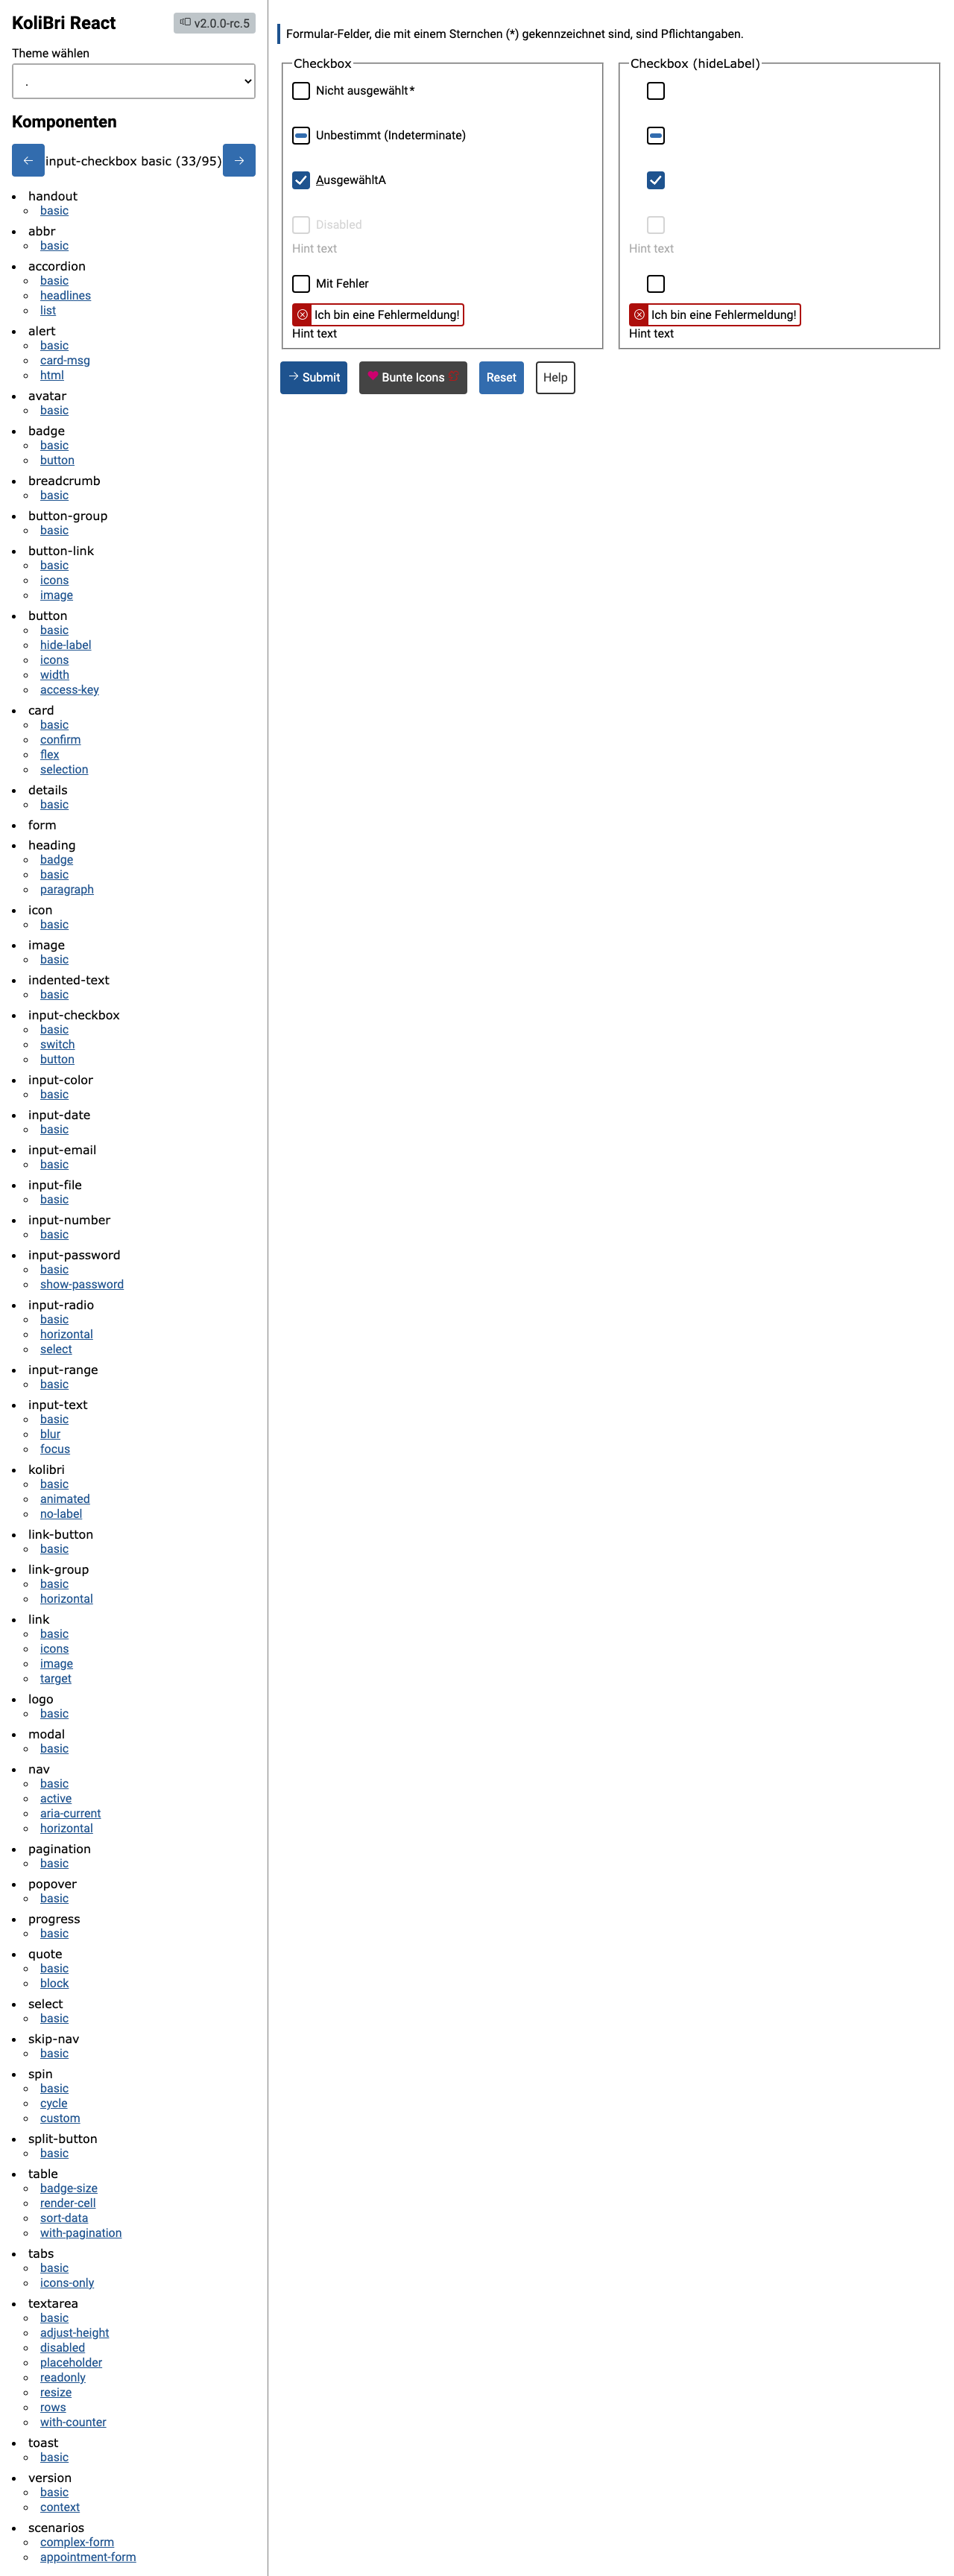 KoliBri React
v2.0.0-rc.5
Theme wählen
.
Komponenten
input-checkbox basic (33/95)
handout
basic
abbr
basic
accordion
basic
headlines
list
alert
basic
card-msg
html
avatar
basic
badge
basic
button
breadcrumb
basic
button-group
basic
button-link
basic
icons
image
button
basic
hide-label
icons
width
access-key
card
basic
confirm
flex
selection
details
basic
form
heading
badge
basic
paragraph
icon
basic
image
basic
indented-text
basic
input-checkbox
basic
switch
button
input-color
basic
input-date
basic
input-email
basic
input-file
basic
input-number
basic
input-password
basic
show-password
input-radio
basic
horizontal
select
input-range
basic
input-text
basic
blur
focus
kolibri
basic
animated
no-label
link-button
basic
link-group
basic
horizontal
link
basic
icons
image
target
logo
basic
modal
basic
nav
basic
active
aria-current
horizontal
pagination
basic
popover
basic
progress
basic
quote
basic
block
select
basic
skip-nav
basic
spin
basic
cycle
custom
split-button
basic
table
badge-size
render-cell
sort-data
with-pagination
tabs
basic
icons-only
textarea
basic
adjust-height
disabled
placeholder
readonly
resize
rows
with-counter
toast
basic
version
basic
context
scenarios
complex-form
appointment-form
Formular-Felder, die mit einem Sternchen (*) gekennzeichnet sind, sind Pflichtangaben.
Checkbox
Nicht ausgewählt*
Unbestimmt (Indeterminate)
AusgewähltA
Disabled
Hint text
Mit Fehler
Ich bin eine Fehlermeldung!
Hint text
Checkbox (hideLabel)
Hint text
Ich bin eine Fehlermeldung!
Hint text
Submit
Bunte Icons
Reset
Help